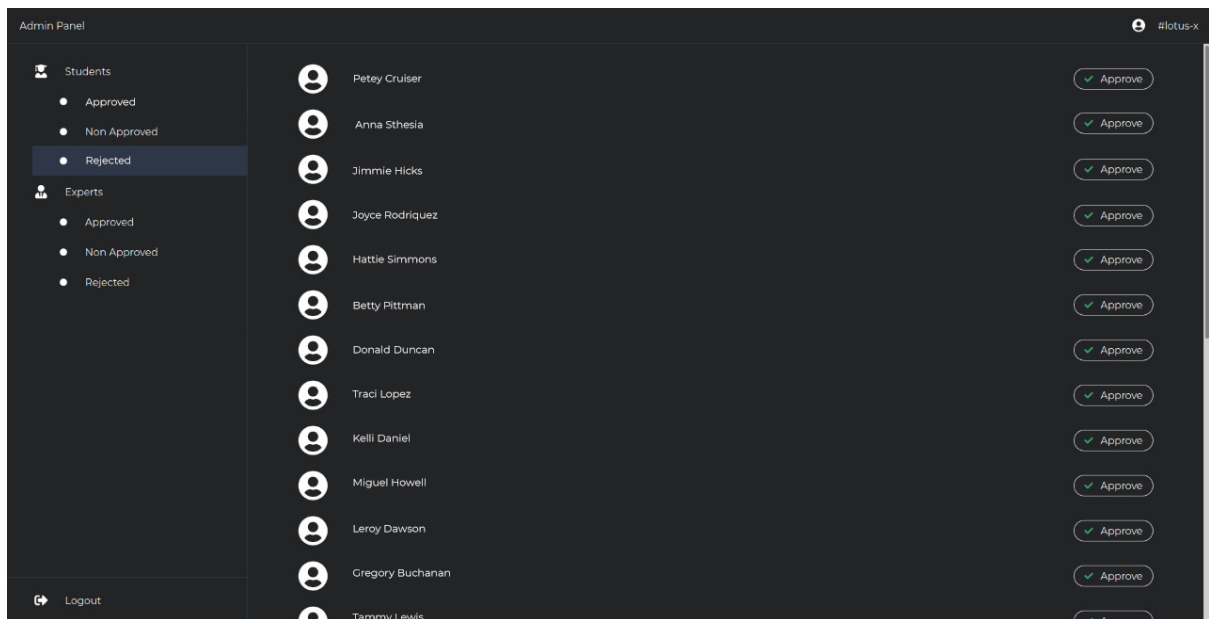 Admin Panel
#lotus-x
Students
Approved
Non Approved
Rejected
Experts
Approved
Non Approved
Rejected
Logout
Petey Cruiser Approve
Anna Sthesia Approve
Jimmie Hicks Approve
Joyce Rodriquez Approve
Hattie Simmons Approve
Betty Pittman Approve
Donald Duncan Approve
Traci Lopez Approve
Kelli Daniel Approve
Miguel Howell Approve
Leroy Dawson Approve
Gregory Buchanan Approve
Tammy Lewis